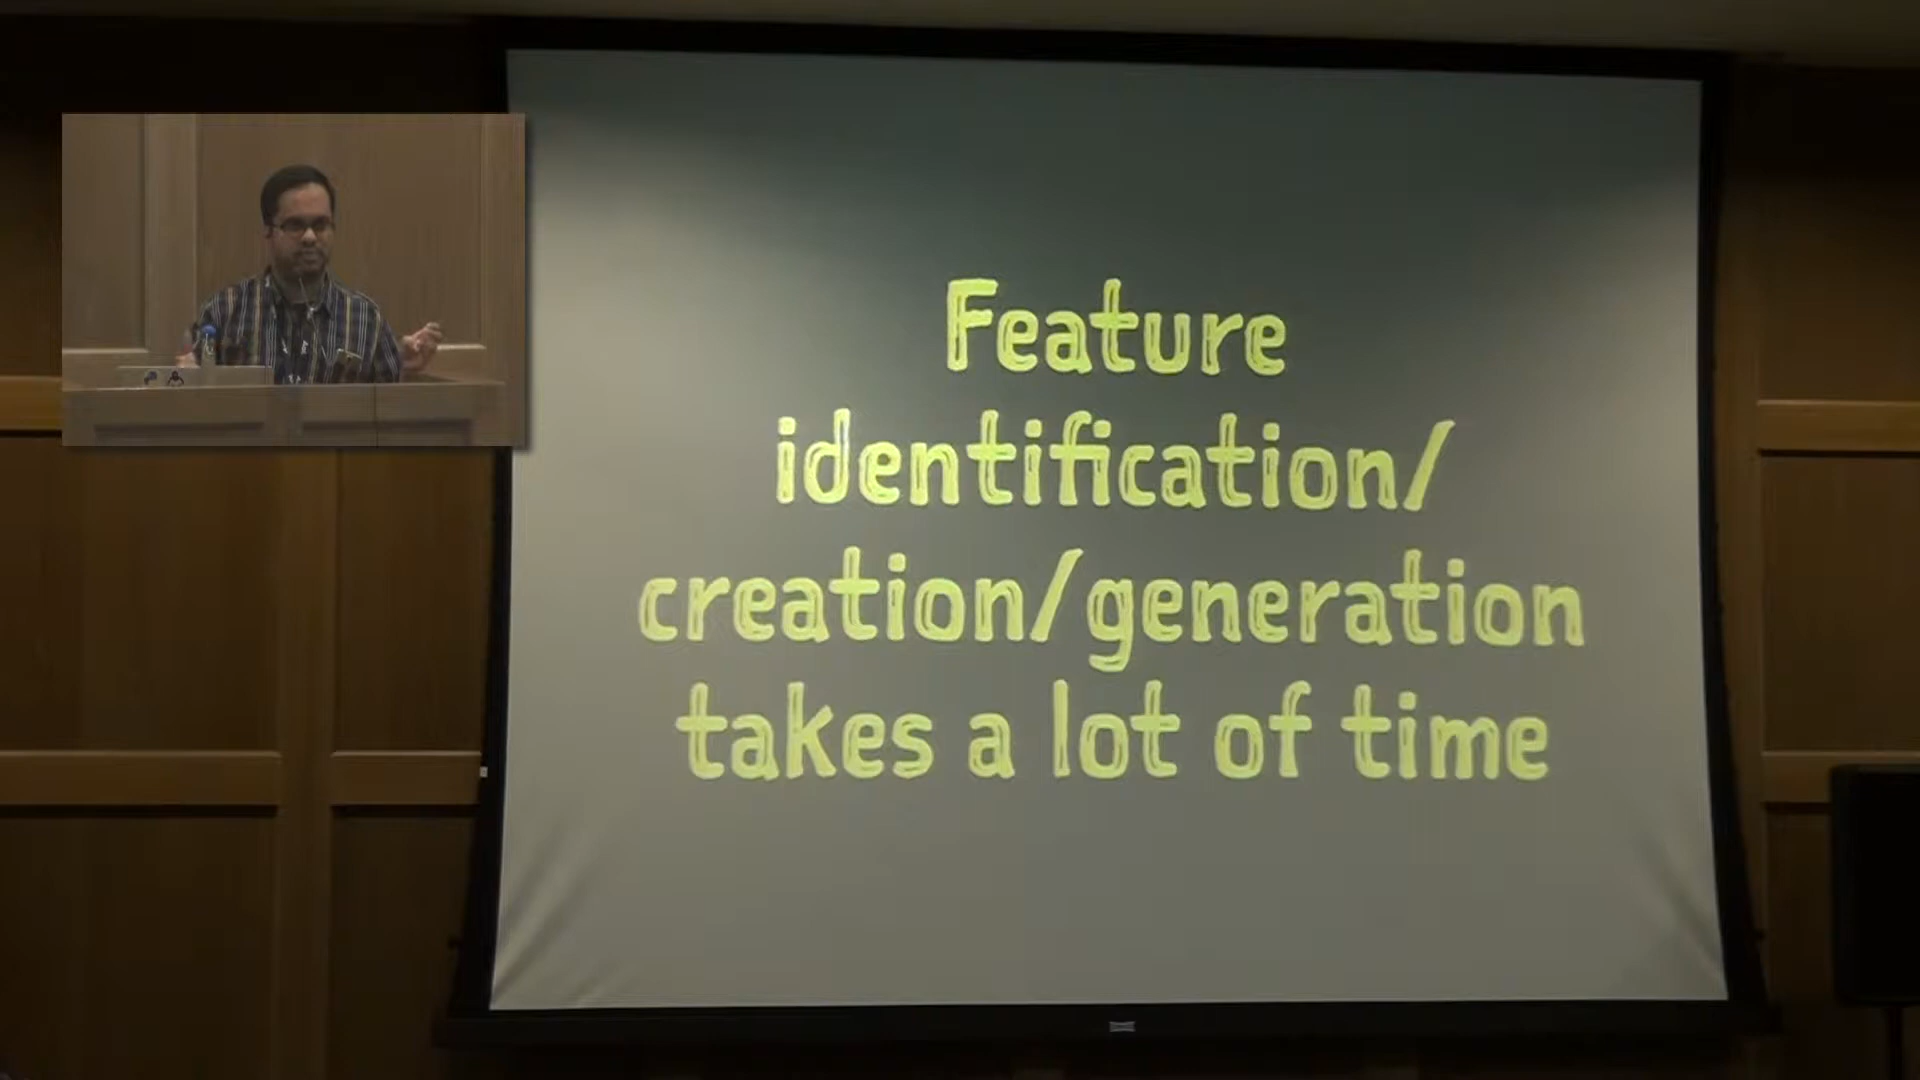 Feature
identification/
creation/generation
takes a lot of time